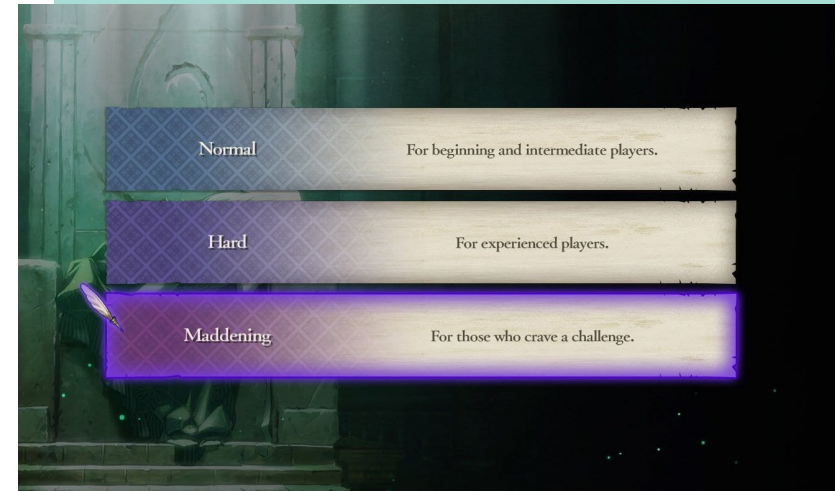 Normal
For beginning and intermediate players.
Hard
For experienced players.
Maddening
For those who crave a challenge.